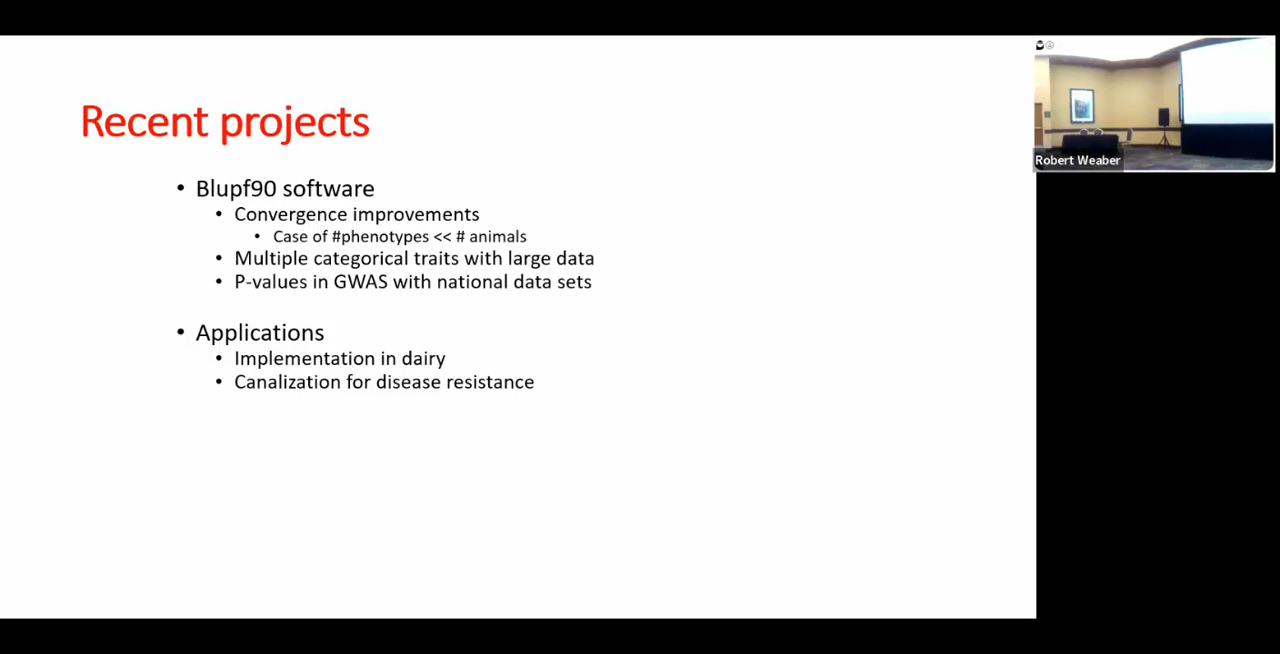 Recent projects
• Blupf90 software
• Convergence improvements
• Case of #phenotypes << # animals
• Multiple categorical traits with large data
• P-values in GWAS with national data sets
• Applications
• Implementation in dairy
• Canalization for disease resistance
Robert Weaber